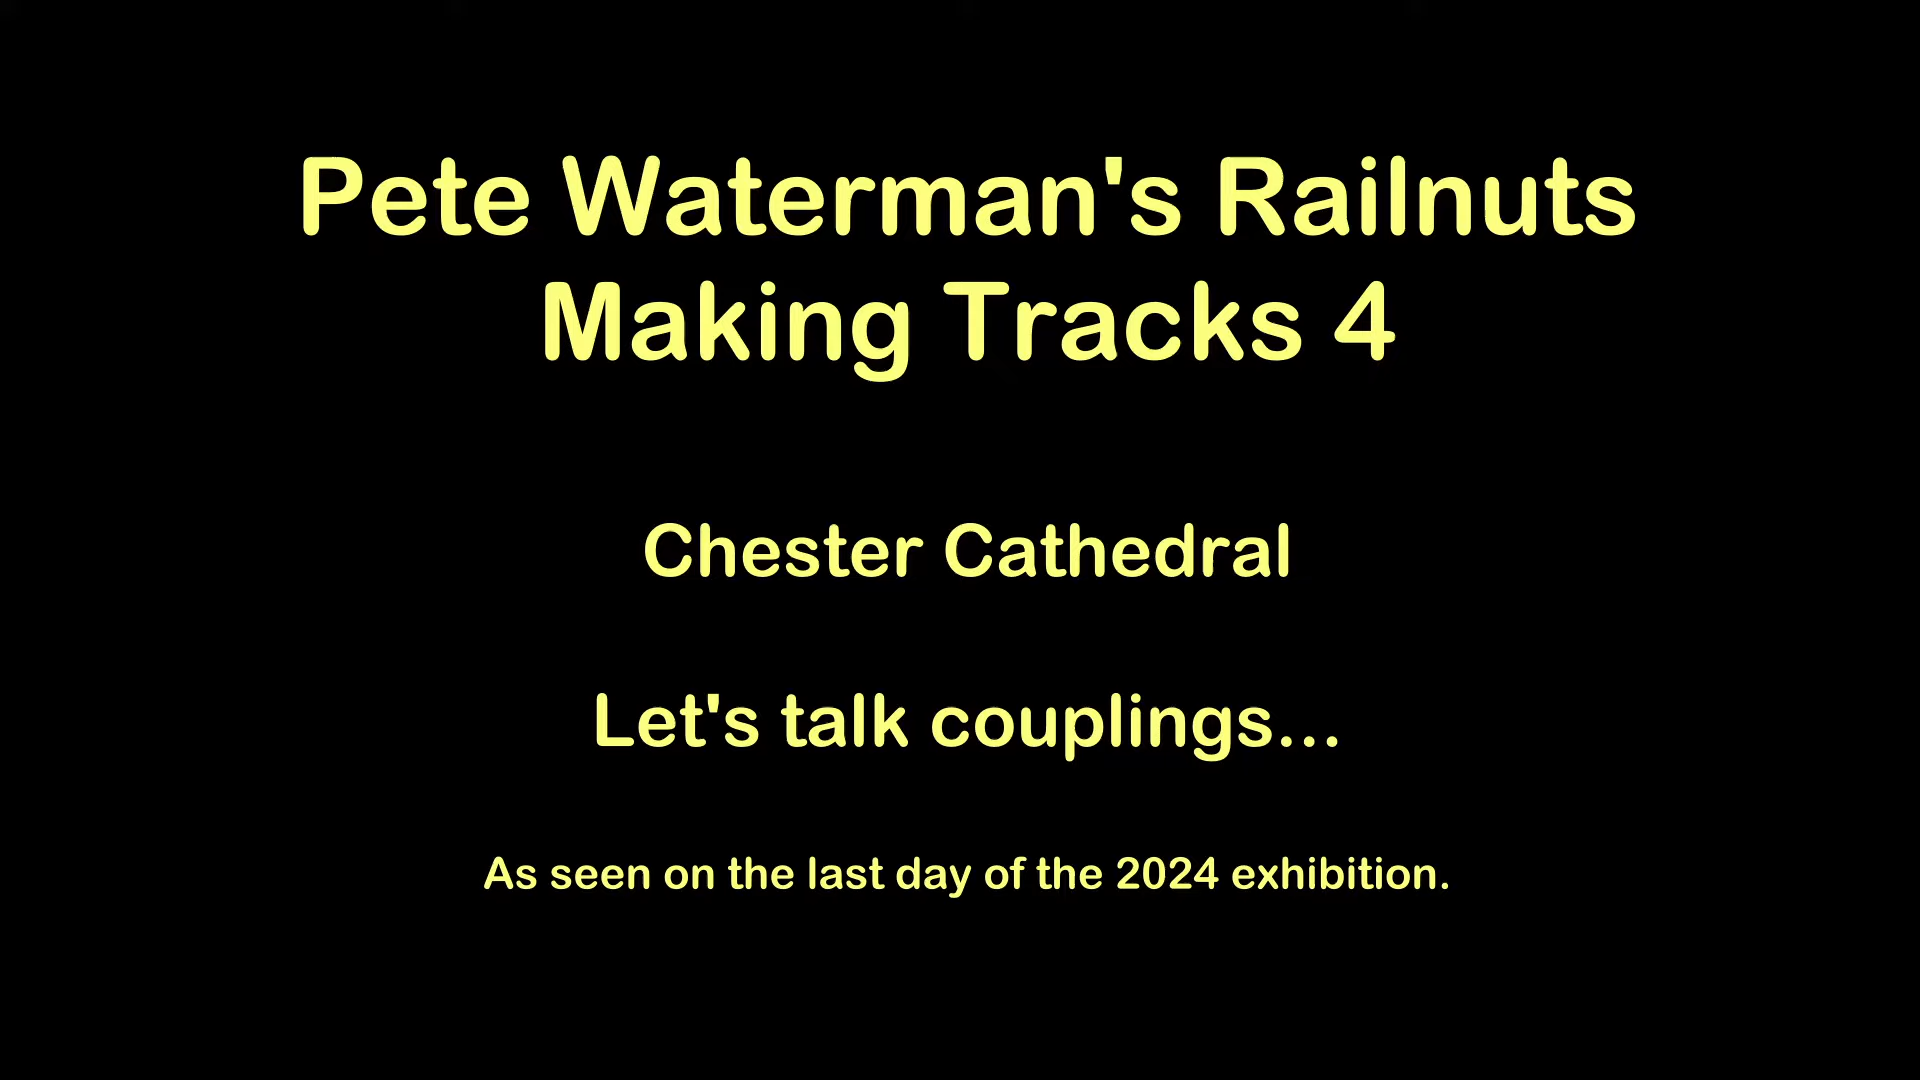 Pete Waterman's Railnuts
Making Tracks 4
Chester Cathedral
Let's talk couplings...
As seen on the last day of the 2024 exhibition.